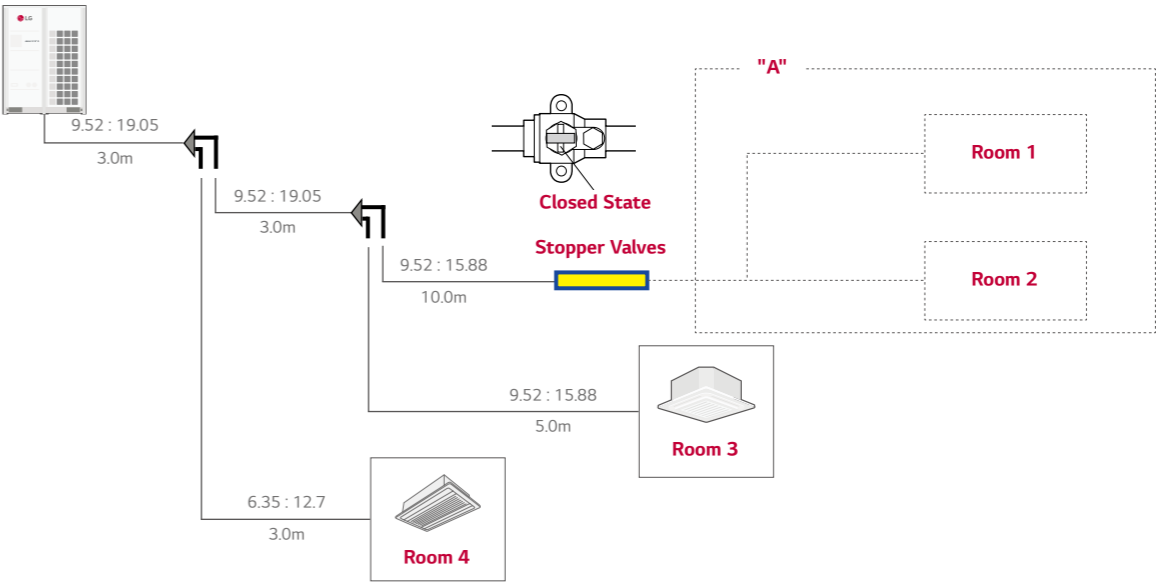 LG
9.52 : 19.05
3.0m
9.52 : 19.05
3.0m
Closed State
Stopper Valves
9.52 : 15.88
10.0m
"A"
Room 1
Room 2
9.52 : 15.88
5.0m
Room 3
6.35 : 12.7
3.0m
Room 4